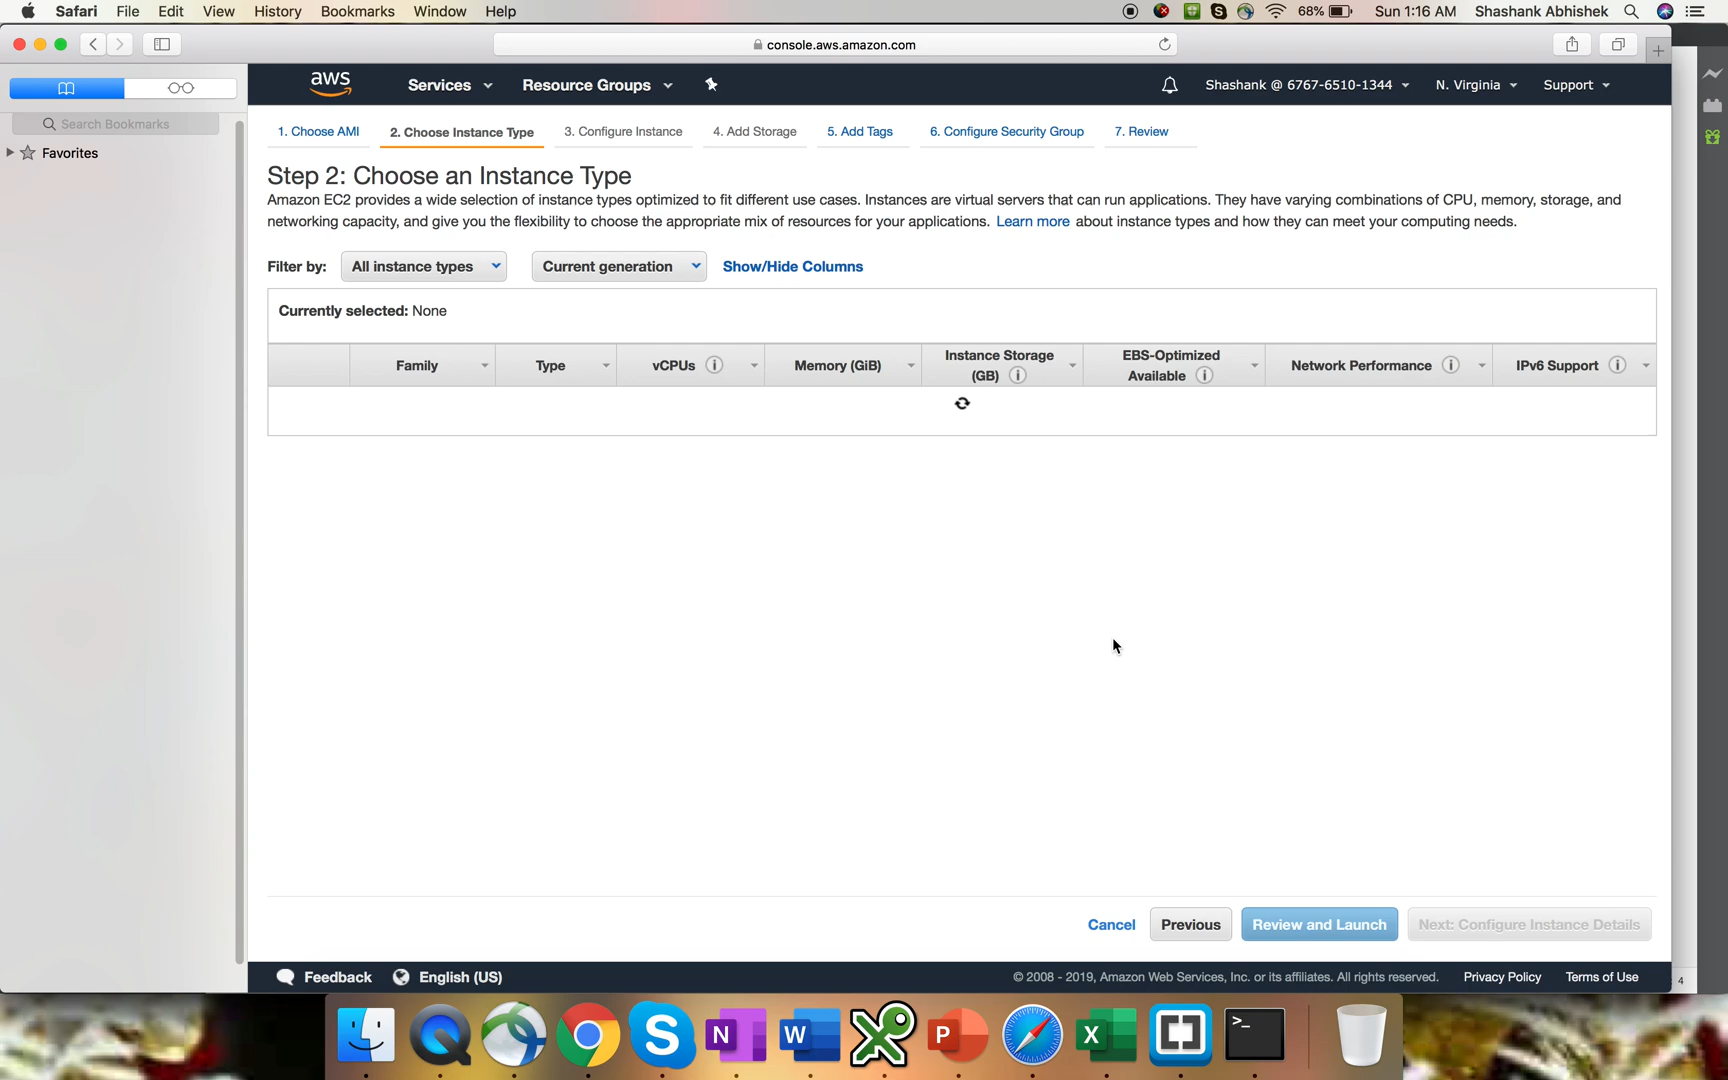 Safari File Edit View History Bookmarks Window Help 68% Sun 1:16 AM Shashank Abhishek
console.aws.amazon.com
aws Services Resource Groups Shashank @ 6767-6510-1344 N. Virginia Support
Search Bookmarks
Favorites
1. Choose AMI 2. Choose Instance Type 3. Configure Instance 4. Add Storage 5. Add Tags 6. Configure Security Group 7. Review
Step 2: Choose an Instance Type
Amazon EC2 provides a wide selection of instance types optimized to fit different use cases. Instances are virtual servers that can run applications. They have varying combinations of CPU, memory, storage, and
networking capacity, and give you the flexibility to choose the appropriate mix of resources for your applications. Learn more about instance types and how they can meet your computing needs.
Filter by: All instance types Current generation Show/Hide Columns
Currently selected: None
Family Type vCPUs Memory (GiB) Instance Storage (GB) EBS-Optimized Available Network Performance IPv6 Support
Cancel Previous Review and Launch Next: Configure Instance Details
Feedback English (US) © 2008 - 2019, Amazon Web Services, Inc. or its affiliates. All rights reserved. Privacy Policy Terms of Use
4
S N W P X >_